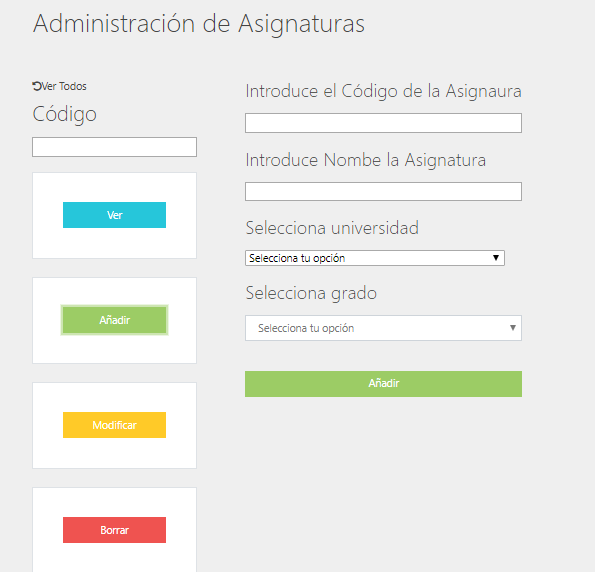 Administración de Asignaturas
Ver Todos
Código
Ver
Añadir
Modificar
Borrar
Introduce el Código de la Asignaura
Introduce Nombe la Asignatura
Selecciona universidad
Selecciona tu opción
Selecciona grado
Selecciona tu opción
Añadir